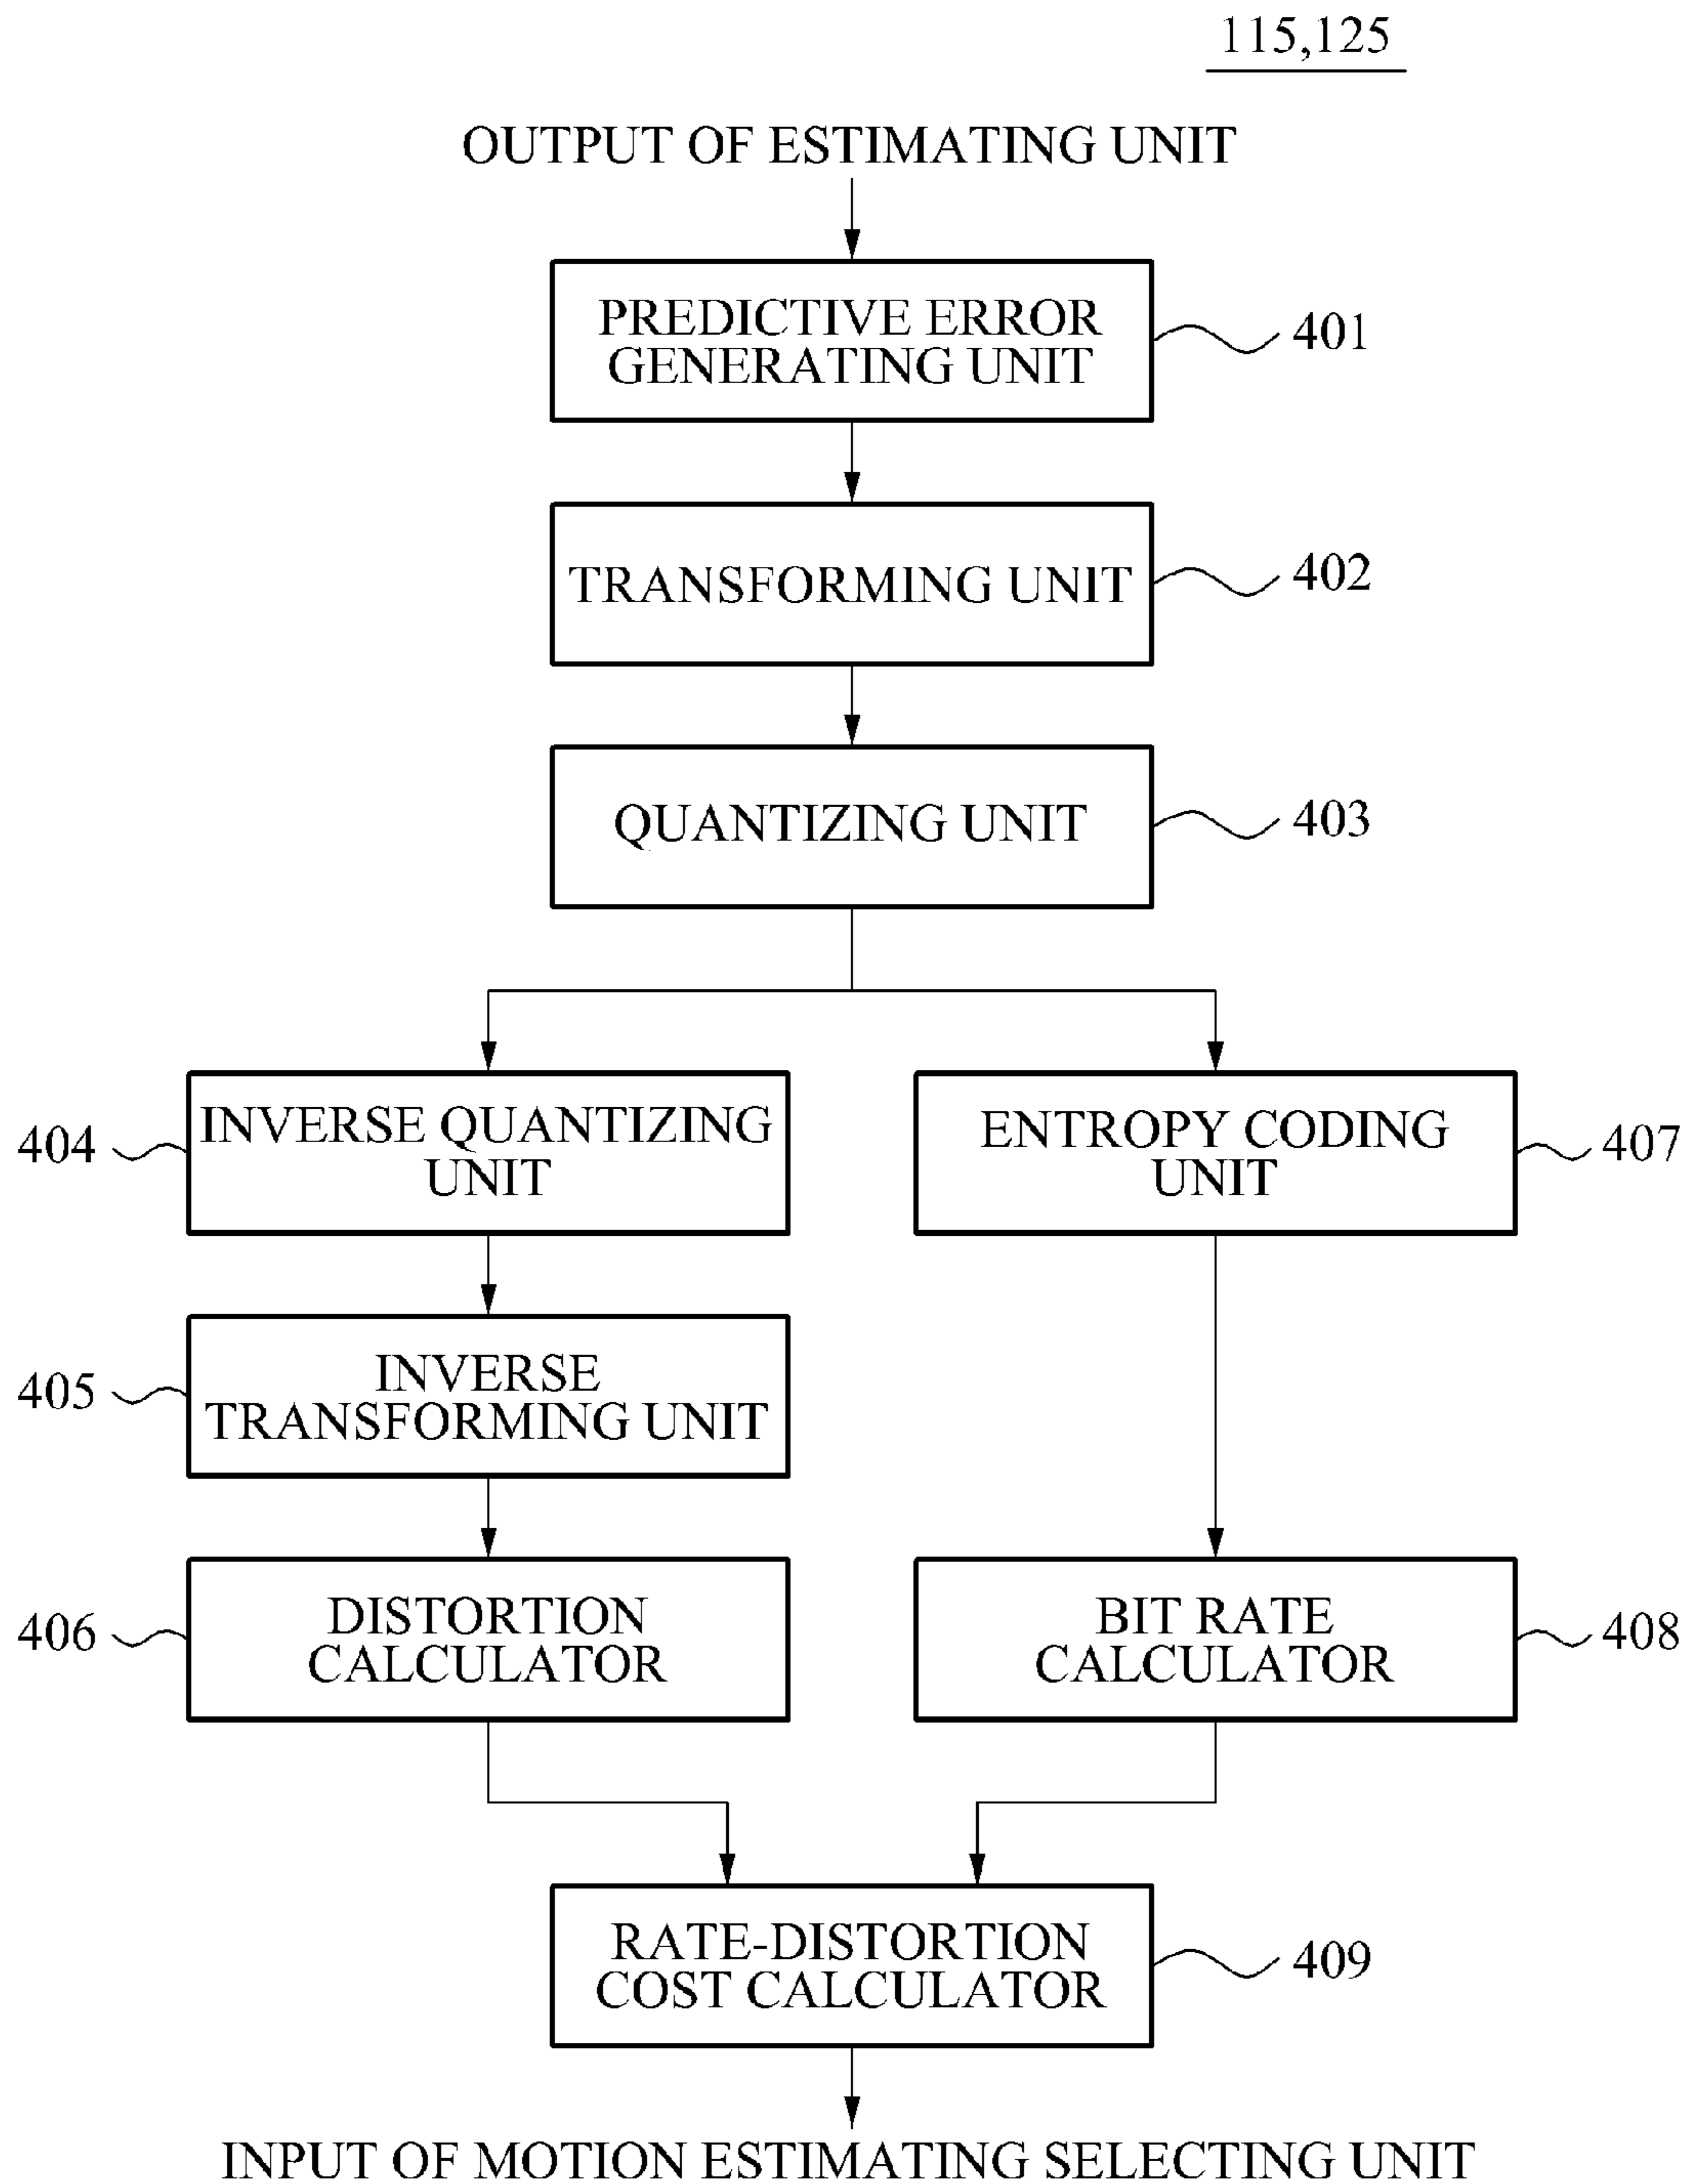 115,125
OUTPUT OF ESTIMATING UNIT
PREDICTIVE ERROR
GENERATING UNIT
401
TRANSFORMING UNIT
402
QUANTIZING UNIT
403
404
INVERSE QUANTIZING
UNIT
ENTROPY CODING
UNIT
407
405
INVERSE
TRANSFORMING UNIT
406
DISTORTION
CALCULATOR
BIT RATE
CALCULATOR
408
RATE-DISTORTION
COST CALCULATOR
409
INPUT OF MOTION ESTIMATING SELECTING UNIT